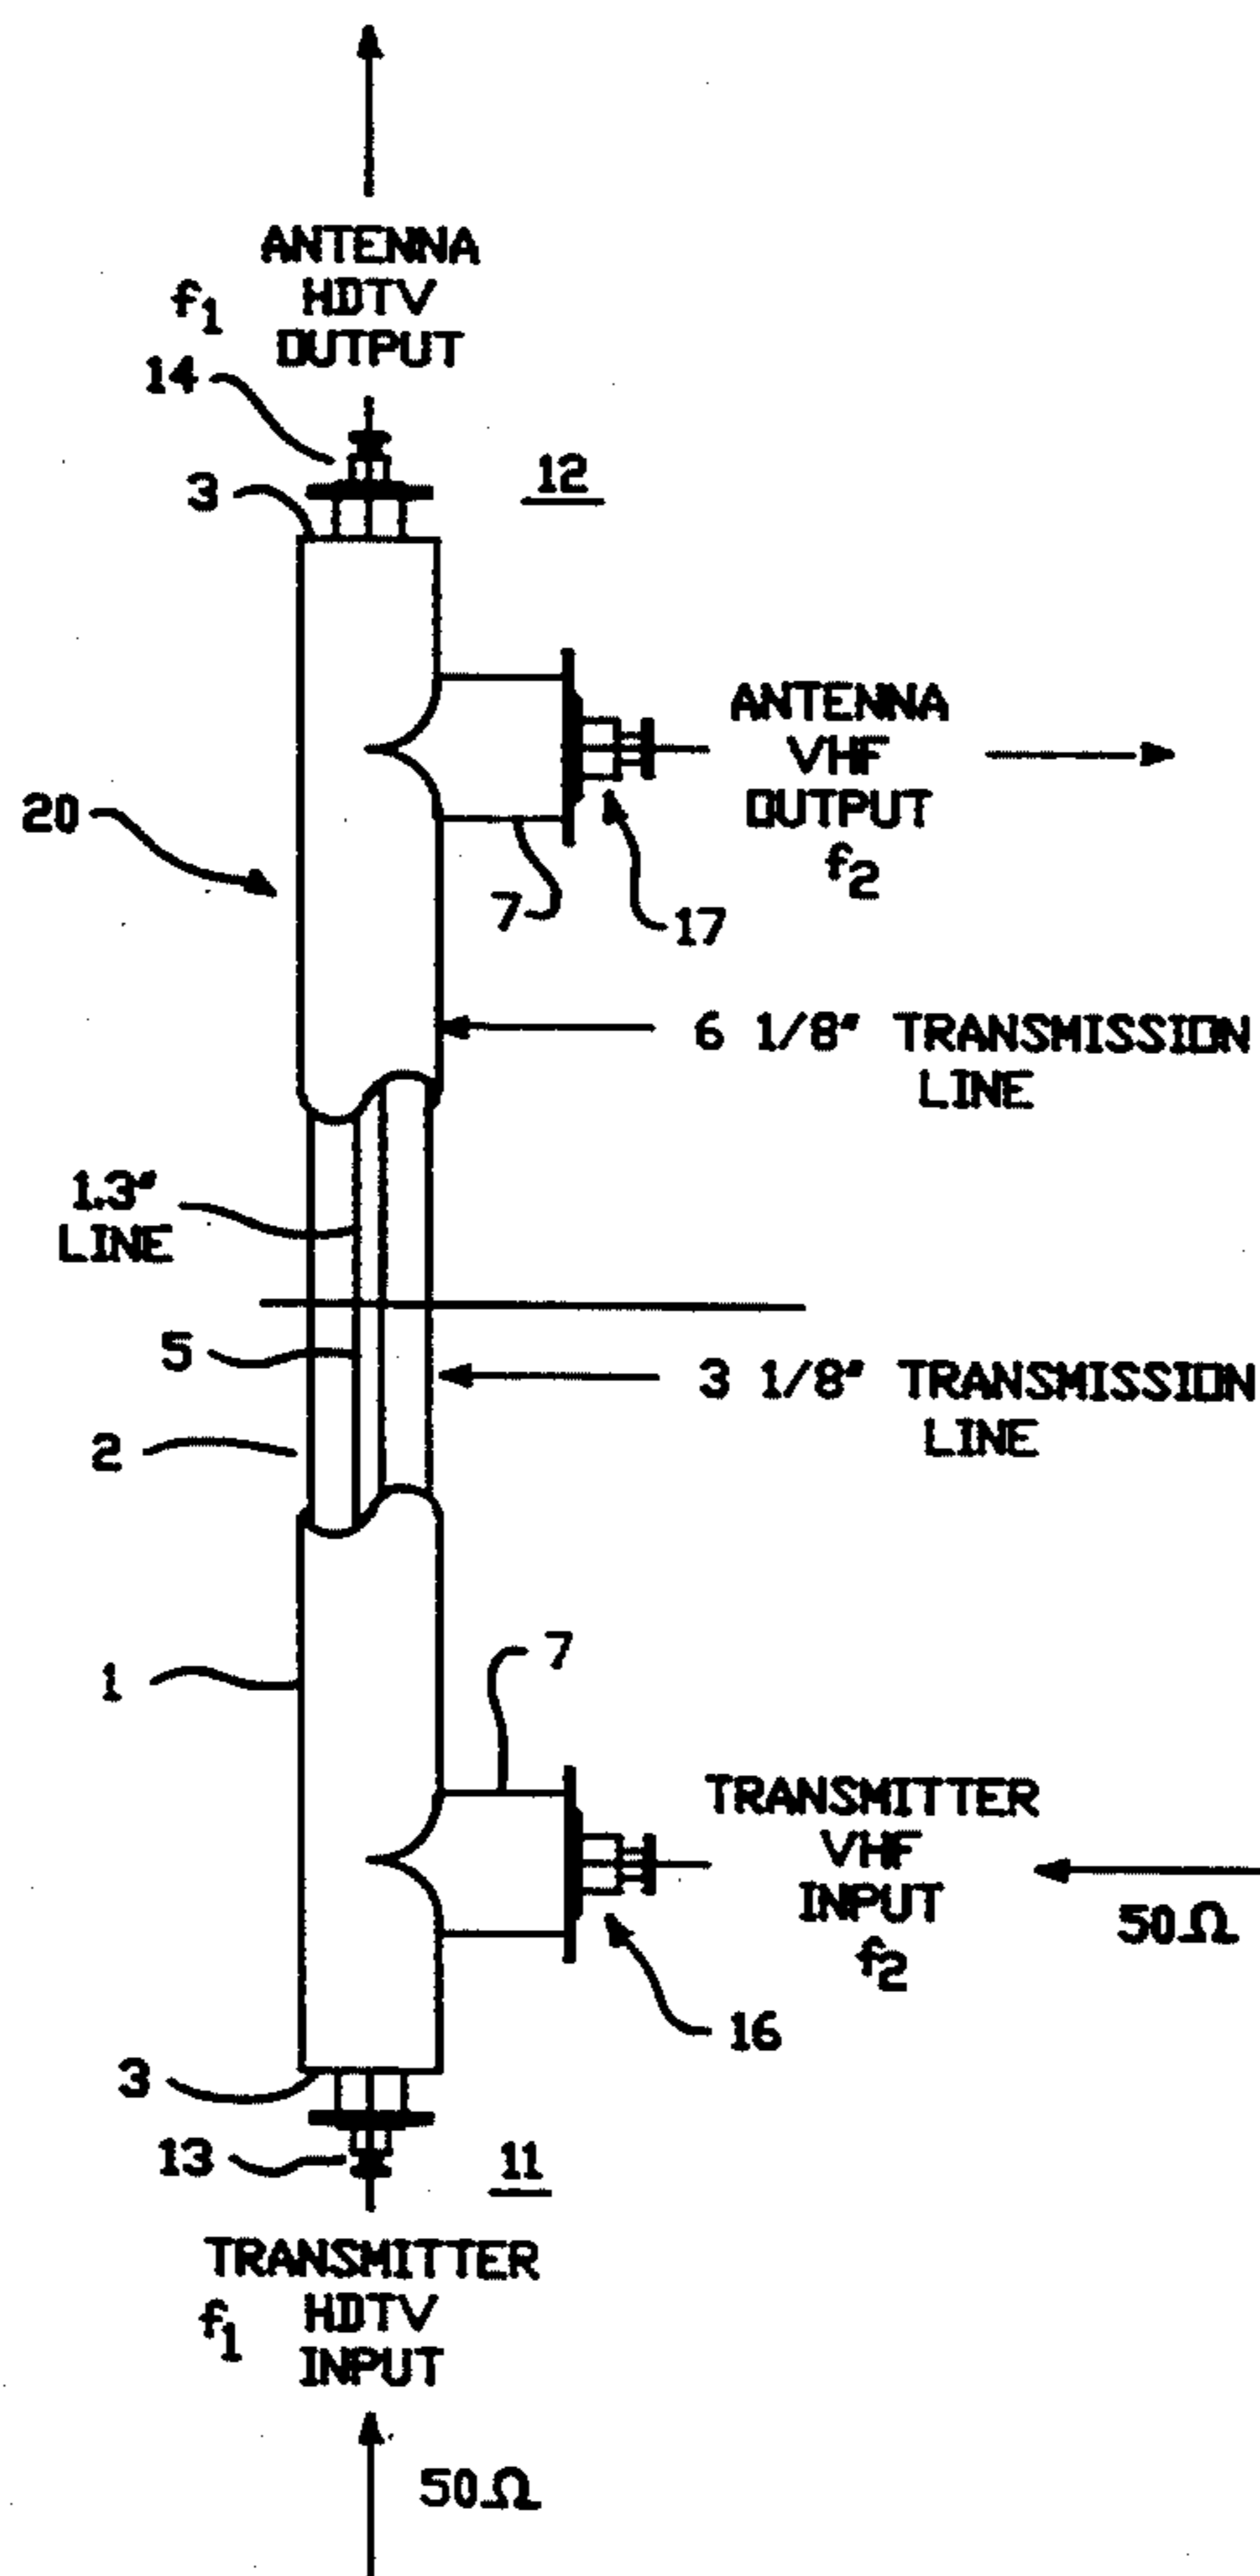 ANTENNA
HDTV
OUTPUT
f1
14
3
12
ANTENNA
VHF
OUTPUT
f2
20
7
17
6 1/8" TRANSMISSION
LINE
1.3"
LINE
5
3 1/8" TRANSMISSION
LINE
2
7
1
TRANSMITTER
VHF
INPUT
f2
50Ω
16
3
13
11
TRANSMITTER
HDTV
INPUT
f1
50Ω